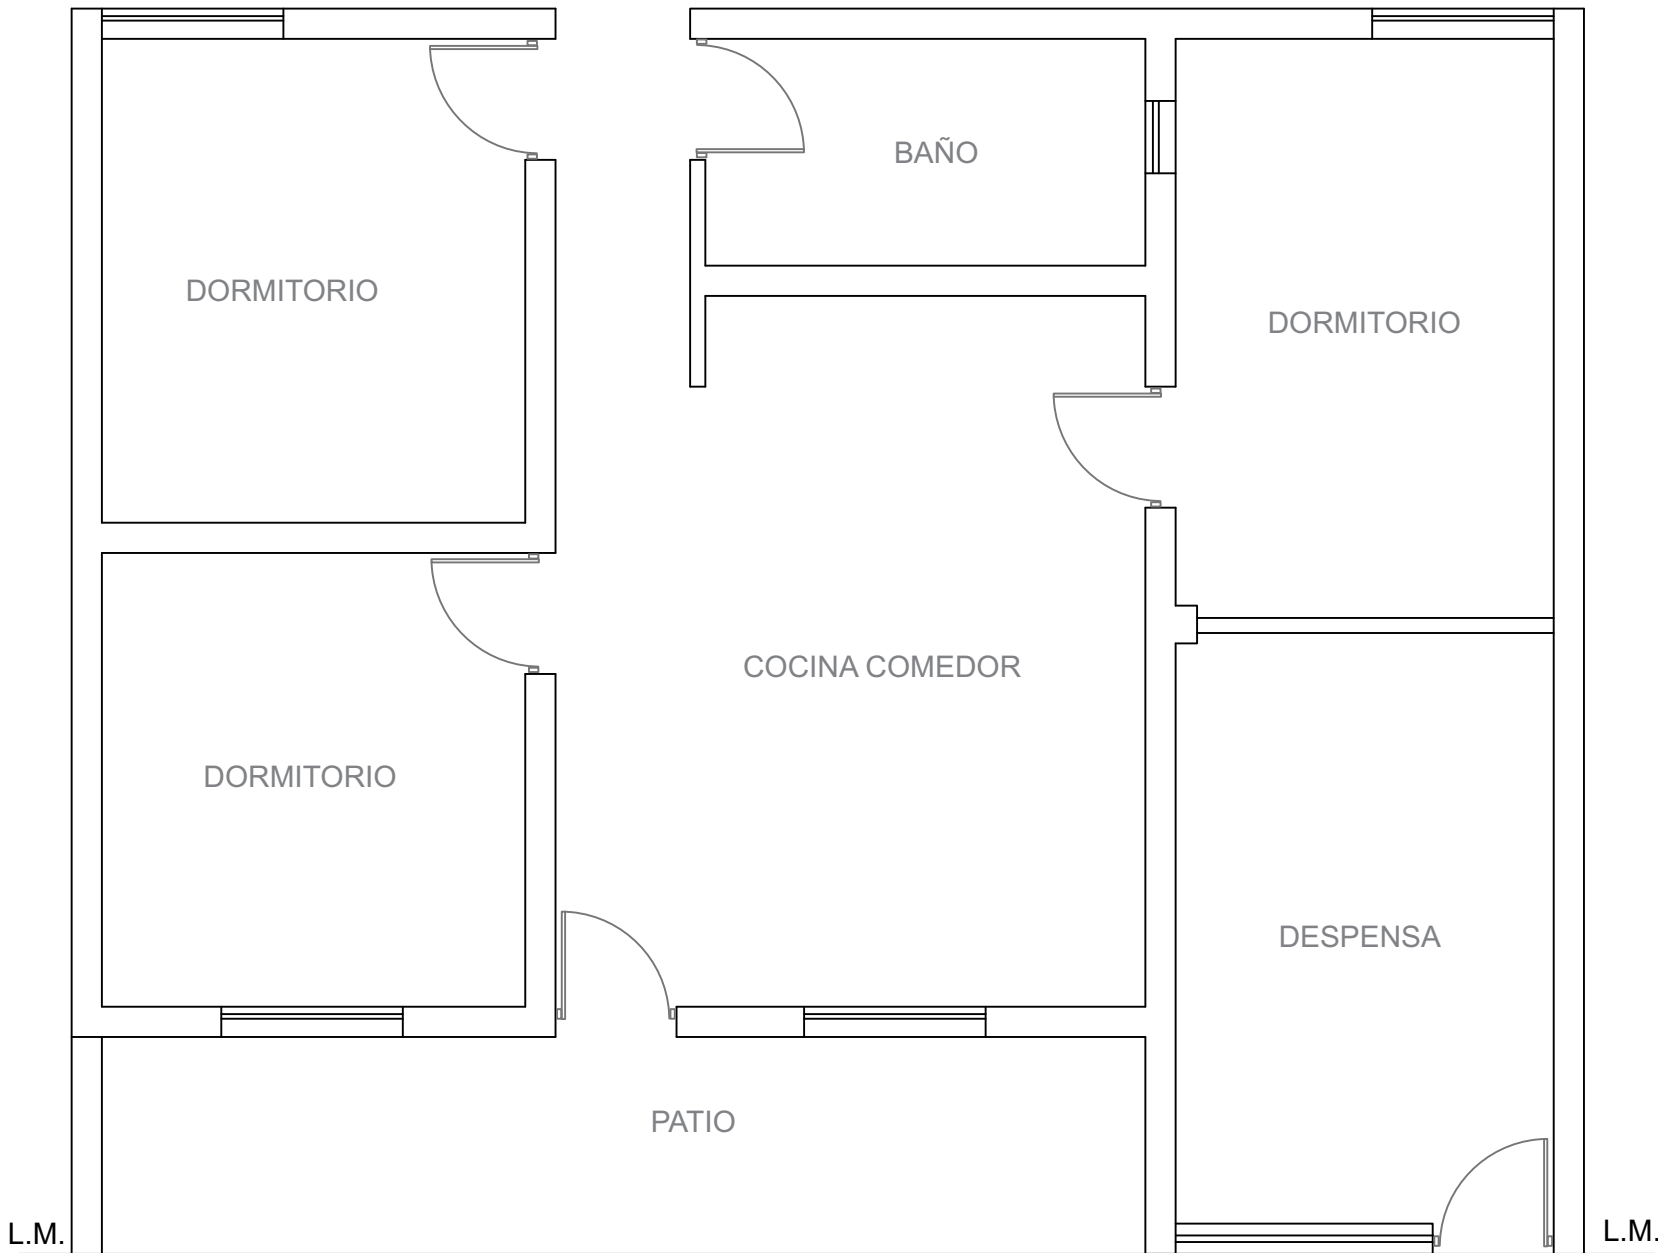 BAÑO
DORMITORIO
DORMITORIO
COCINA COMEDOR
DORMITORIO
DESPENSA
PATIO
L.M.
L.M.